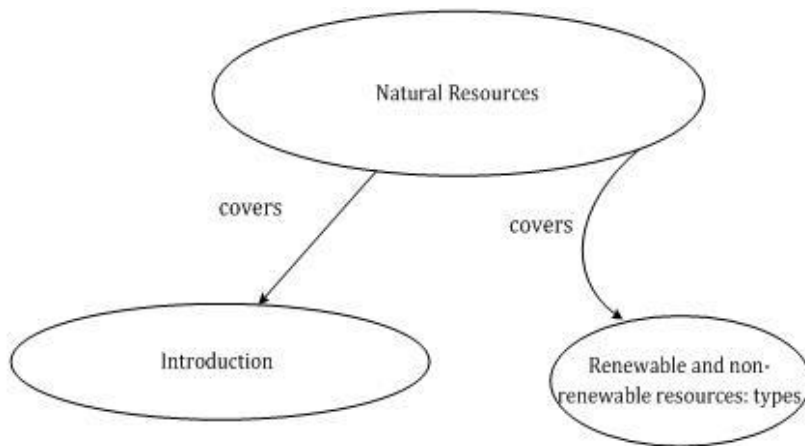 Natural Resources
covers
covers
Introduction
Renewable and non-
renewable resources: types